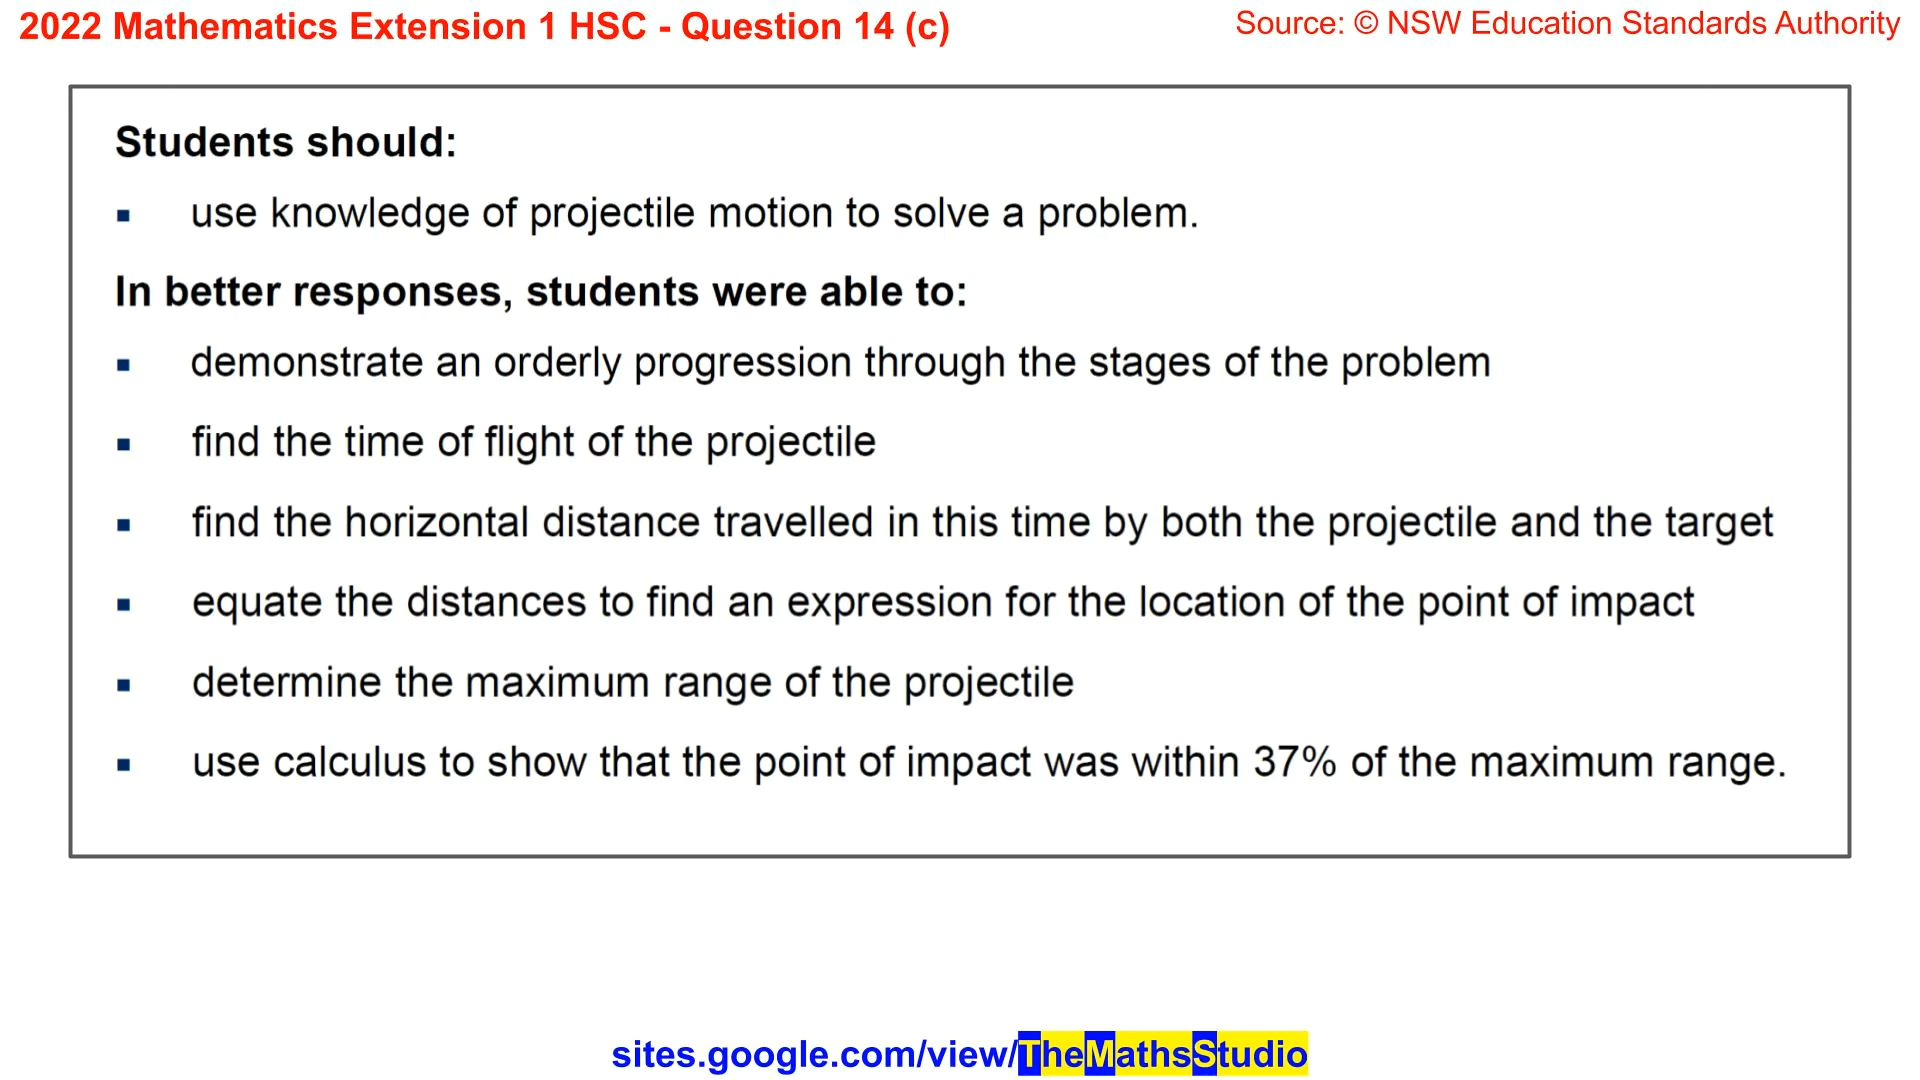 2022 Mathematics Extension 1 HSC - Question 14 (c)
Source: © NSW Education Standards Authority
Students should:
▪ use knowledge of projectile motion to solve a problem.
In better responses, students were able to:
▪ demonstrate an orderly progression through the stages of the problem
▪ find the time of flight of the projectile
▪ find the horizontal distance travelled in this time by both the projectile and the target
▪ equate the distances to find an expression for the location of the point of impact
▪ determine the maximum range of the projectile
▪ use calculus to show that the point of impact was within 37% of the maximum range.
sites.google.com/view/TheMathsStudio